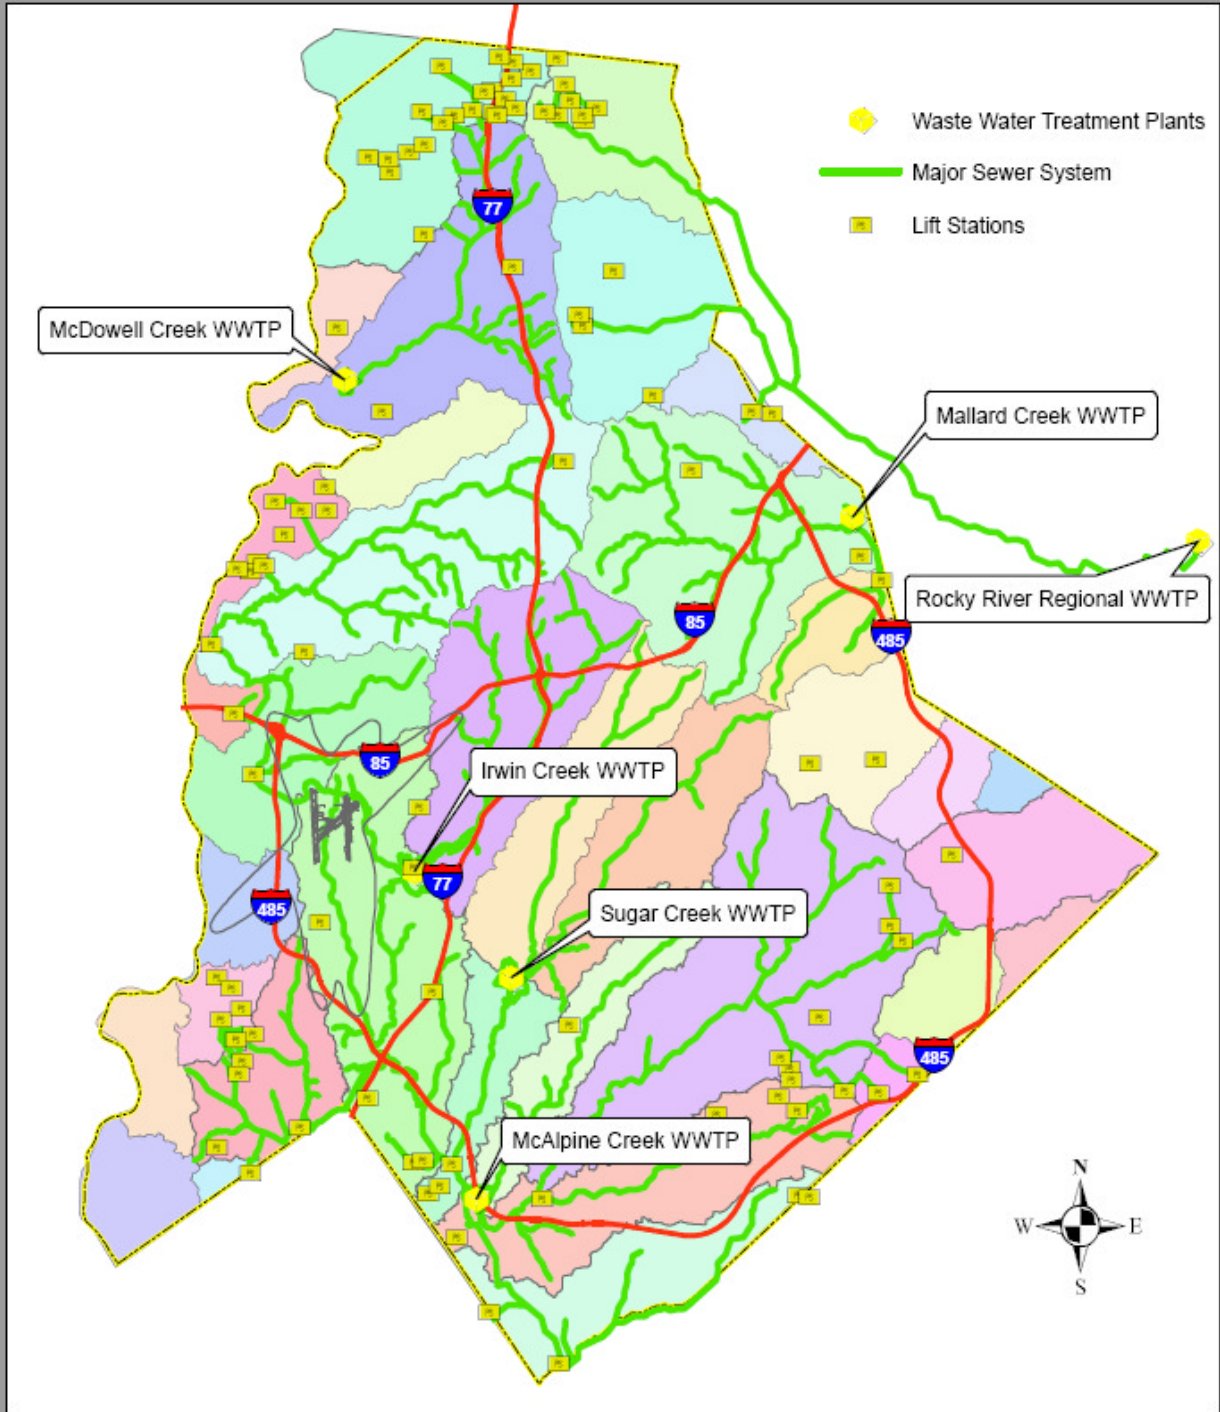 Waste Water Treatment Plants
Major Sewer System
Lift Stations
77
McDowell Creek WWTP
Mallard Creek WWTP
Rocky River Regional WWTP
85
485
85
Irwin Creek WWTP
77
485
Sugar Creek WWTP
485
McAlpine Creek WWTP
N
W E
S